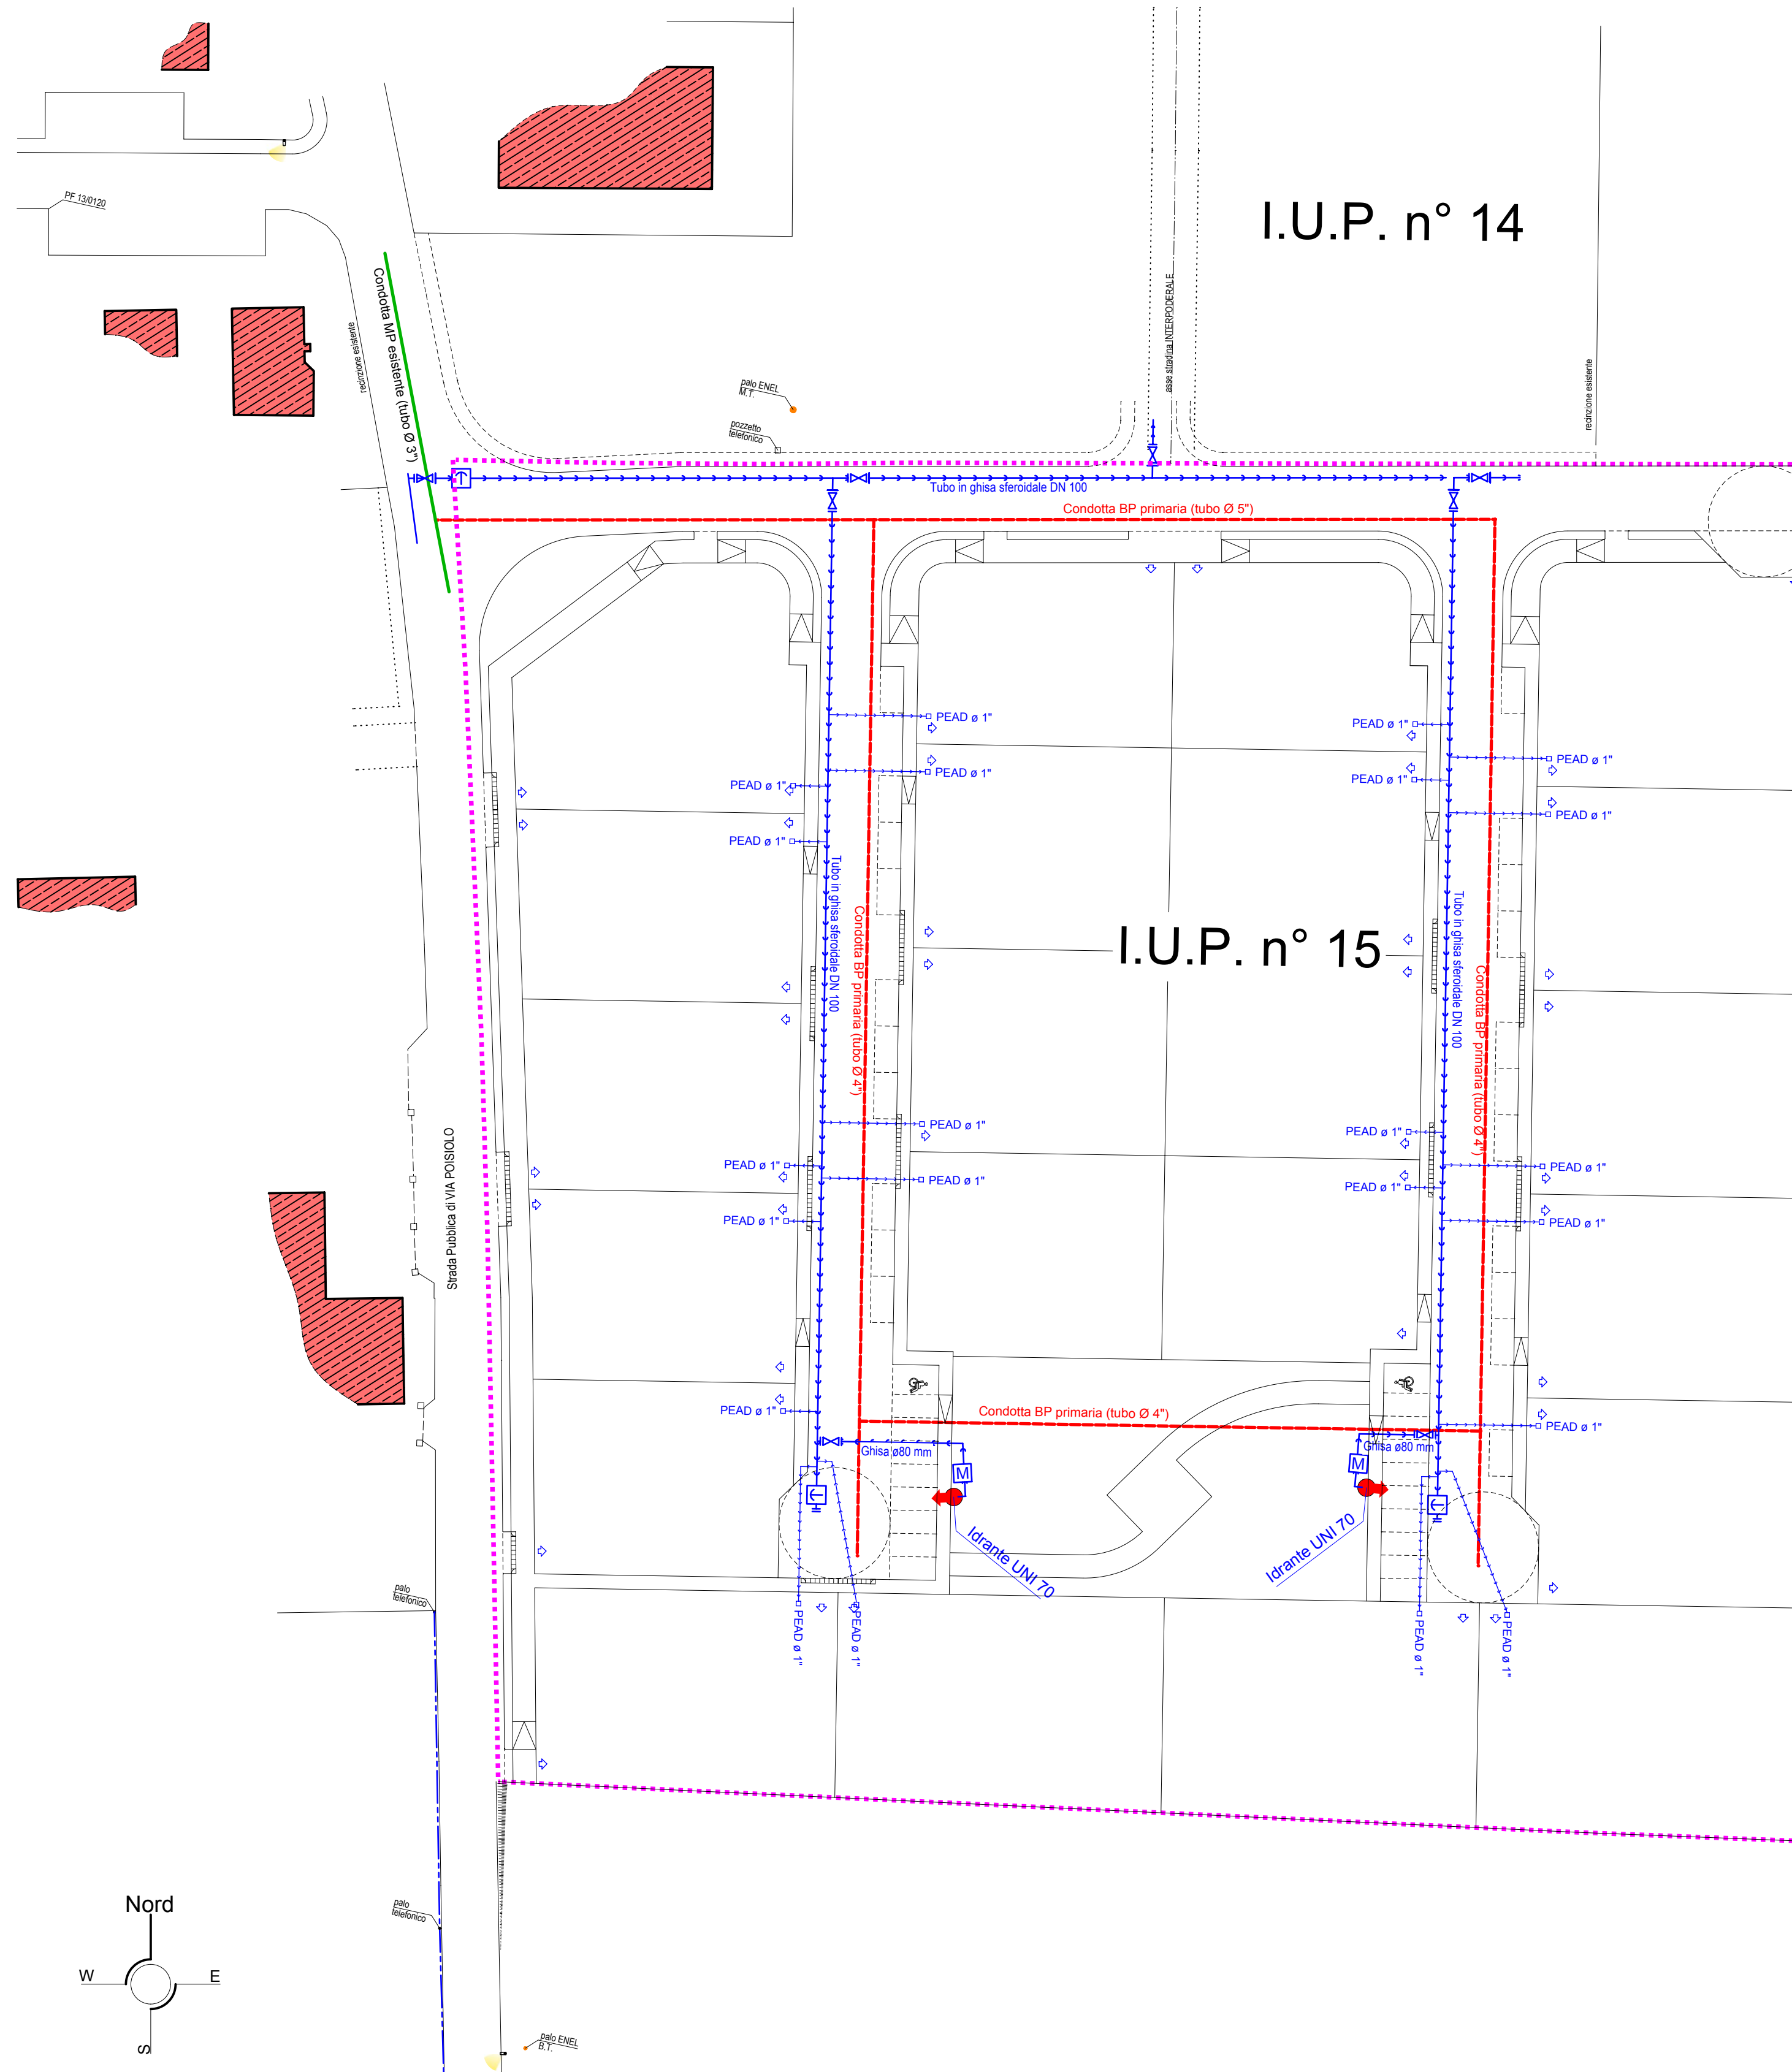 I.U.P. n° 14
PF 13/0120
recinzione esistente
Condotta MP esistente (tubo Ø 3")
asse stradina INTERPODERALE
recinzione esistente
palo ENEL
M.T.
pozzetto
telefonico
Tubo in ghisa sferoidale DN 100
Condotta BP primaria (tubo Ø 5")
PEAD ø 1"
PEAD ø 1"
PEAD ø 1"
PEAD ø 1"
PEAD ø 1"
PEAD ø 1"
PEAD ø 1"
PEAD ø 1"
Tubo in ghisa sferoidale DN 100
Condotta BP primaria (tubo Ø 4")
I.U.P. n° 15
Tubo in ghisa sferoidale DN 100
Condotta BP primaria (tubo Ø 4")
Strada Pubblica di VIA POISIOLO
PEAD ø 1"
PEAD ø 1"
PEAD ø 1"
PEAD ø 1"
PEAD ø 1"
PEAD ø 1"
PEAD ø 1"
PEAD ø 1"
PEAD ø 1"
Condotta BP primaria (tubo Ø 4")
PEAD ø 1"
Ghisa ø80 mm
Ghisa ø80 mm
M
M
Idrante UNI 70
Idrante UNI 70
palo
telefonico
PEAD ø 1"
PEAD ø 1"
PEAD ø 1"
PEAD ø 1"
Nord
W
E
S
palo
telefonico
palo ENEL
B.T.